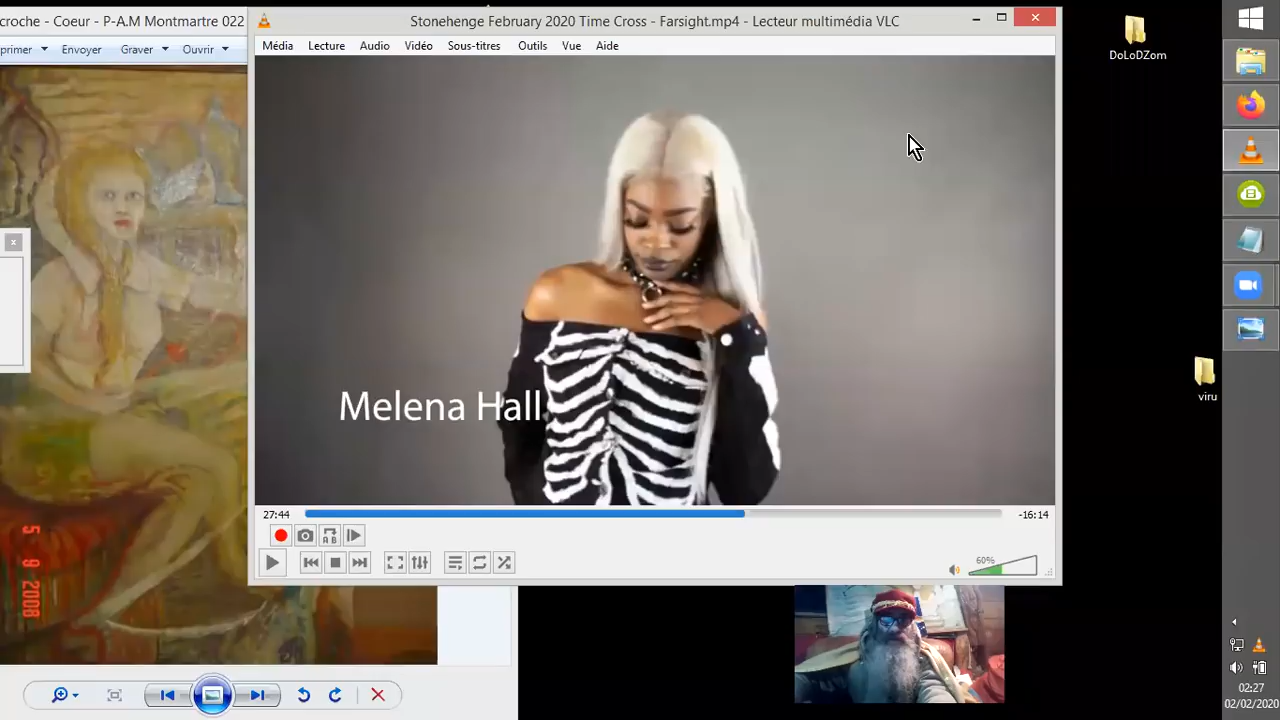 croche - Coeur - P-A.M Montmartre 022
Stonehenge February 2020 Time Cross - Farsight.mp4 - Lecteur multimédia VLC
primer
Envoyer
Graver
Ouvrir
Média
Lecture
Audio
Vidéo
Sous-titres
Outils
Vue
Aide
DoLoDZom
Melena Hall
viru
27:44
-16:14
60%
5 9 2008
02:27
02/02/2020